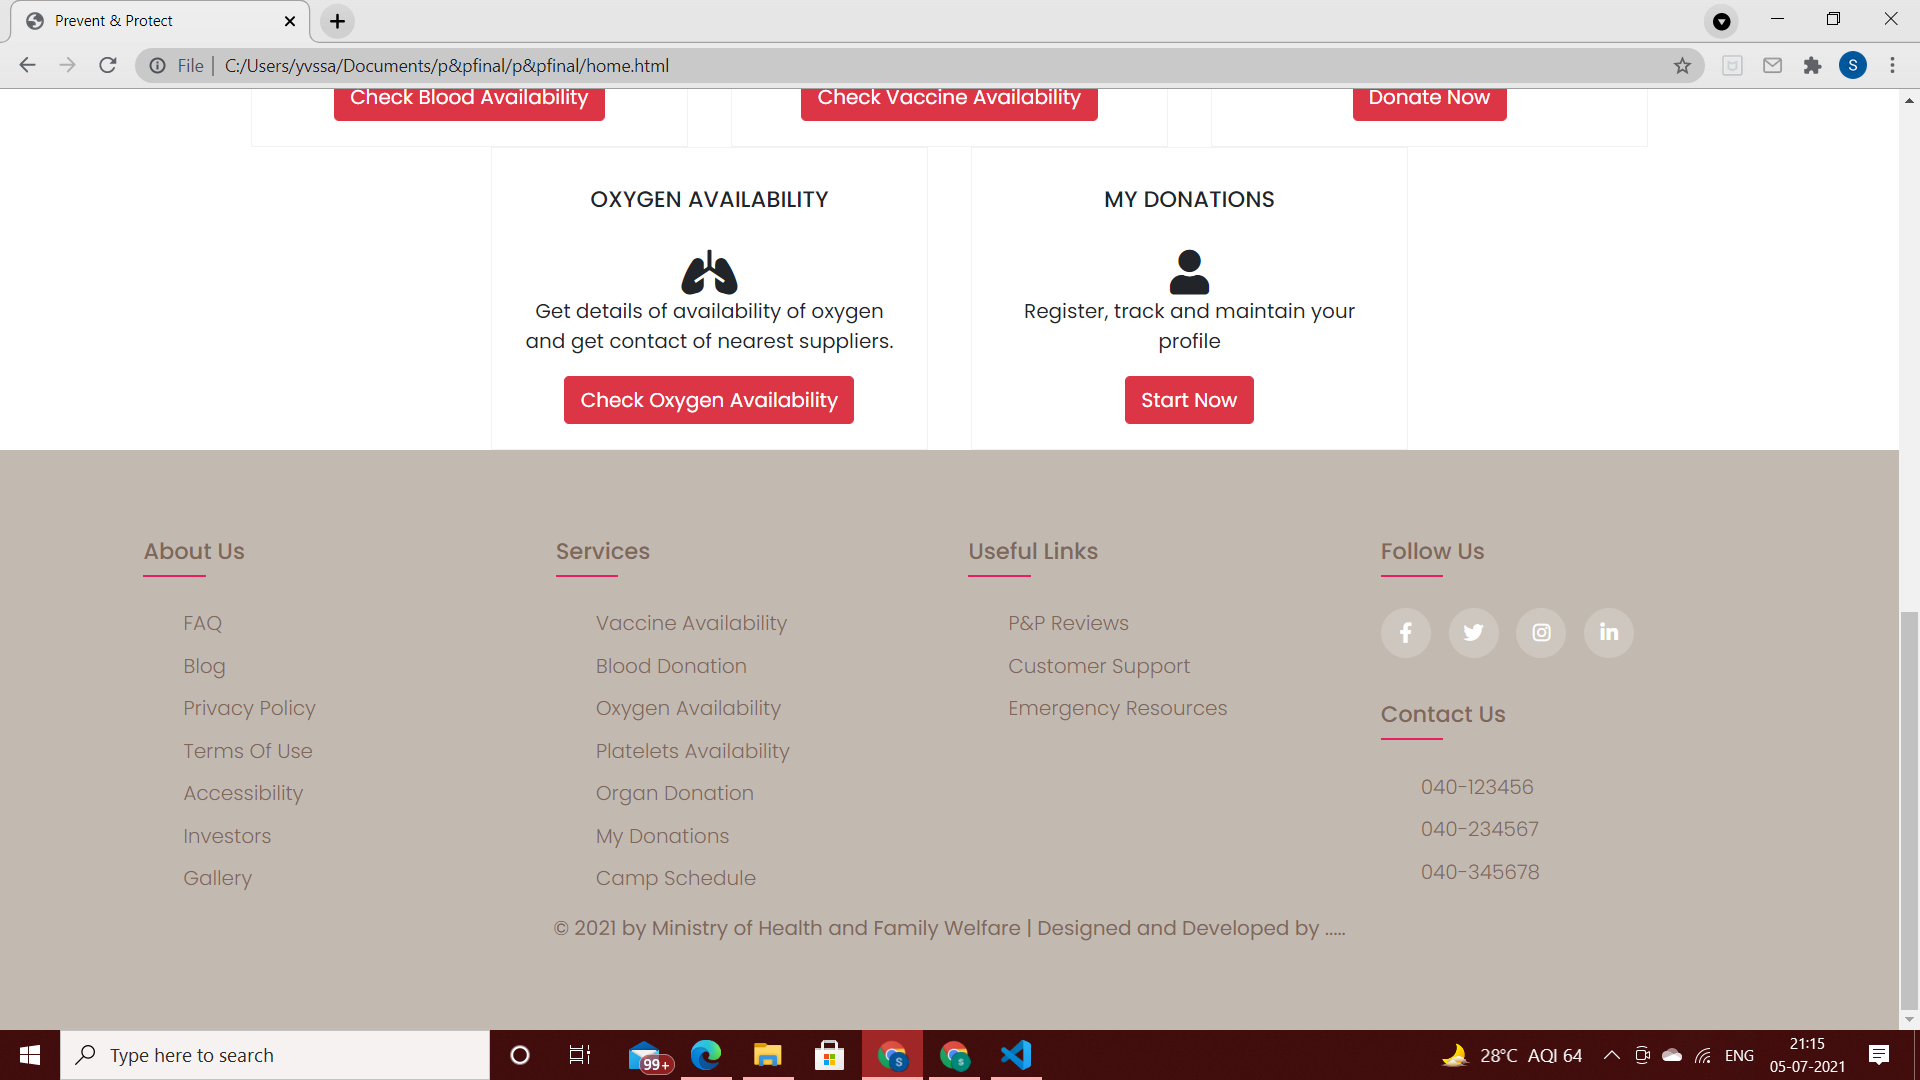 Prevent & Protect
File | C:/Users/yvssa/Documents/p&pfinal/p&pfinal/home.html
S
Check Blood Availability
Check Vaccine Availability
Donate Now
OXYGEN AVAILABILITY
Get details of availability of oxygen
and get contact of nearest suppliers.
Check Oxygen Availability
MY DONATIONS
Register, track and maintain your
profile
Start Now
About Us
FAQ
Blog
Privacy Policy
Terms Of Use
Accessibility
Investors
Gallery
Services
Vaccine Availability
Blood Donation
Oxygen Availability
Platelets Availability
Organ Donation
My Donations
Camp Schedule
Useful Links
P&P Reviews
Customer Support
Emergency Resources
Follow Us
Contact Us
040-123456
040-234567
040-345678
© 2021 by Ministry of Health and Family Welfare | Designed and Developed by .....
Type here to search
99+
S
s
28°C AQI 64
ENG
21:15
05-07-2021